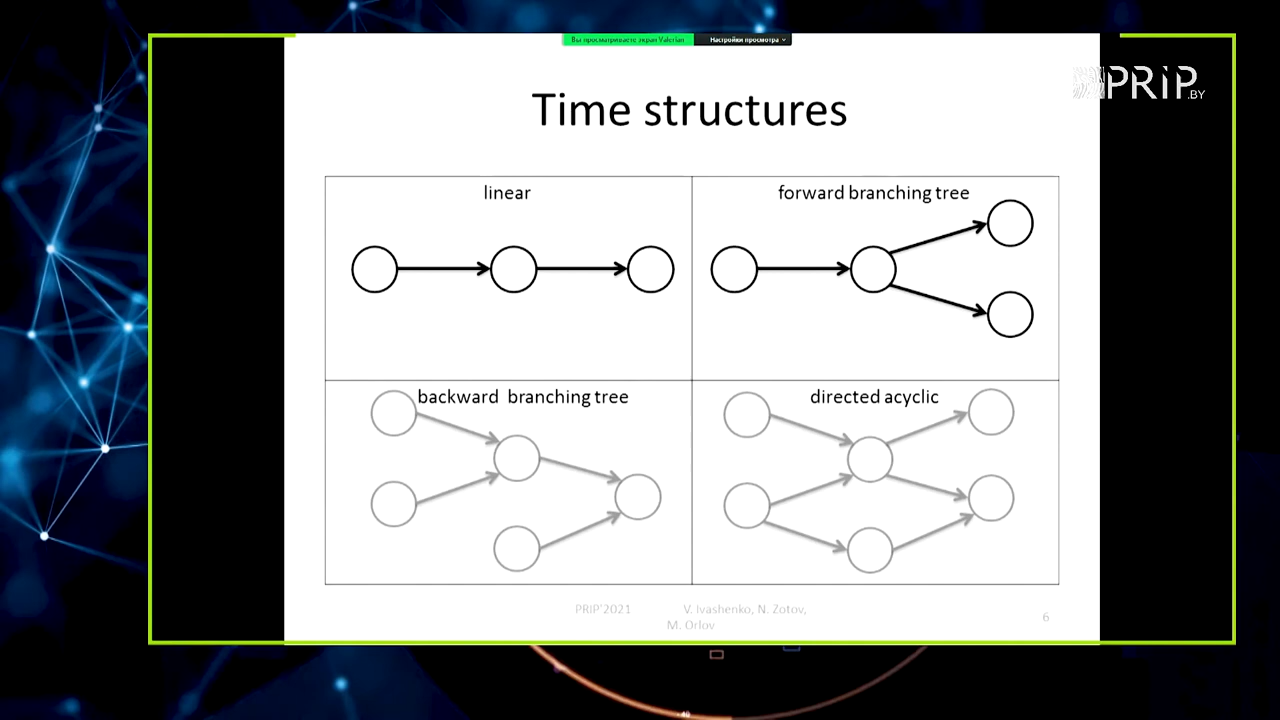 Вы просматриваете экран Valerian
Настройки просмотра
PRIP.BY
Time structures
linear
forward branching tree
backward branching tree
directed acyclic
PRIP'2021 V. Ivashenko, N. Zotov,
M. Orlov
6
40